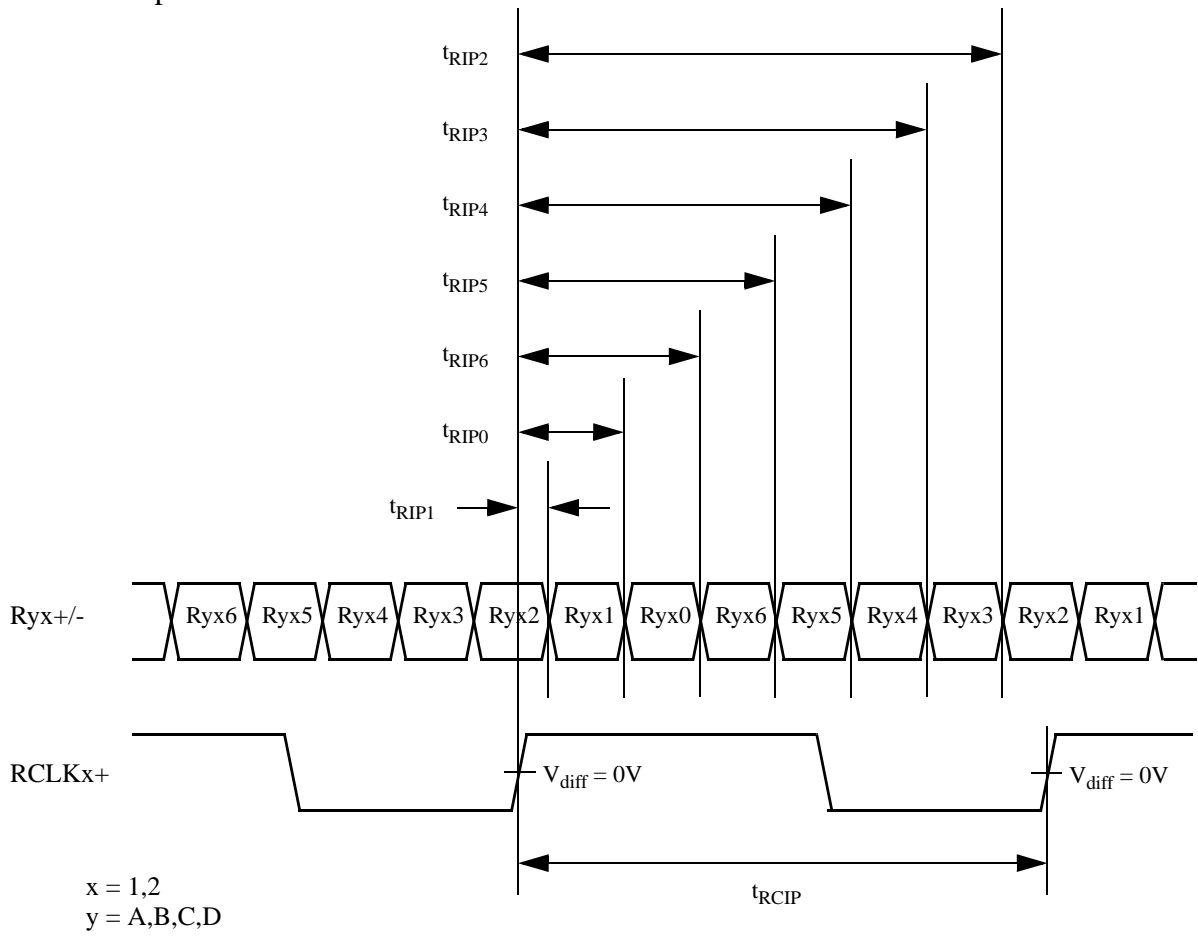 tRIP2
tRIP3
tRIP4
tRIP5
tRIP6
tRIP0
tRIP1
Ryx+/- Ryx6 Ryx5 Ryx4 Ryx3 Ryx2 Ryx1 Ryx0 Ryx6 Ryx5 Ryx4 Ryx3 Ryx2 Ryx1
RCLKx+ Vdiff = 0V Vdiff = 0V
tRCIP
x = 1,2
y = A,B,C,D